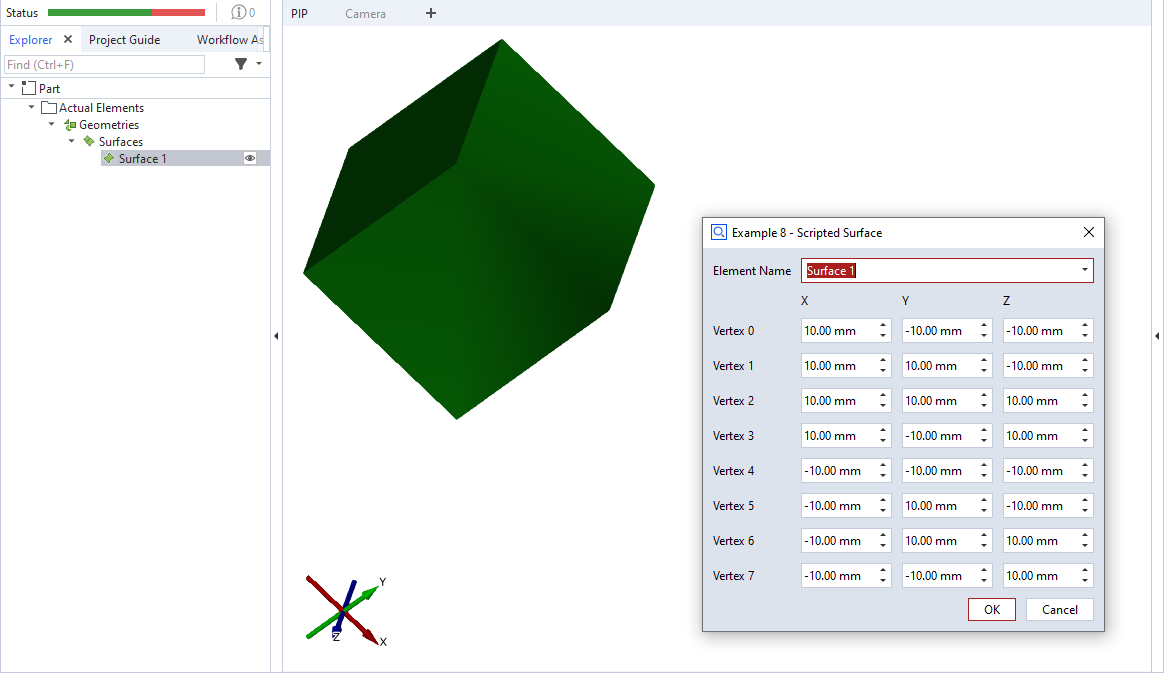 Status 0
Explorer Project Guide Workflow As
Find (Ctrl+F)
Part
Actual Elements
Geometries
Surfaces
Surface 1
PIP Camera
Y
Z
X
Example 8 - Scripted Surface
Element Name Surface 1
X Y Z
Vertex 0 10.00 mm -10.00 mm -10.00 mm
Vertex 1 10.00 mm 10.00 mm -10.00 mm
Vertex 2 10.00 mm 10.00 mm 10.00 mm
Vertex 3 10.00 mm -10.00 mm 10.00 mm
Vertex 4 -10.00 mm -10.00 mm -10.00 mm
Vertex 5 -10.00 mm 10.00 mm -10.00 mm
Vertex 6 -10.00 mm 10.00 mm 10.00 mm
Vertex 7 -10.00 mm -10.00 mm 10.00 mm
OK Cancel